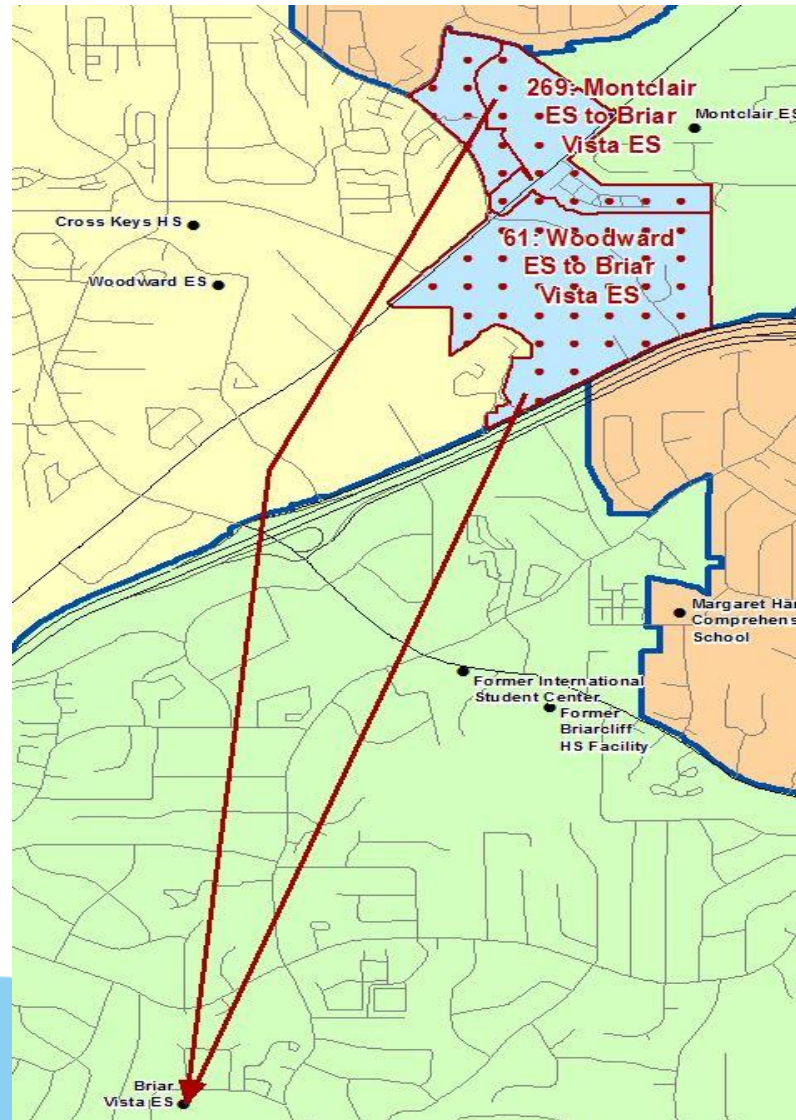 269: Montclair
ES to Briar
Vista ES
Montclair ES
Cross Keys HS
61: Woodward
ES to Briar
Vista ES
Woodward ES
Margaret
Comprehens
School
Former International
Student Center
Former
Briarcliff
HS Facility
Briar
Vista ES